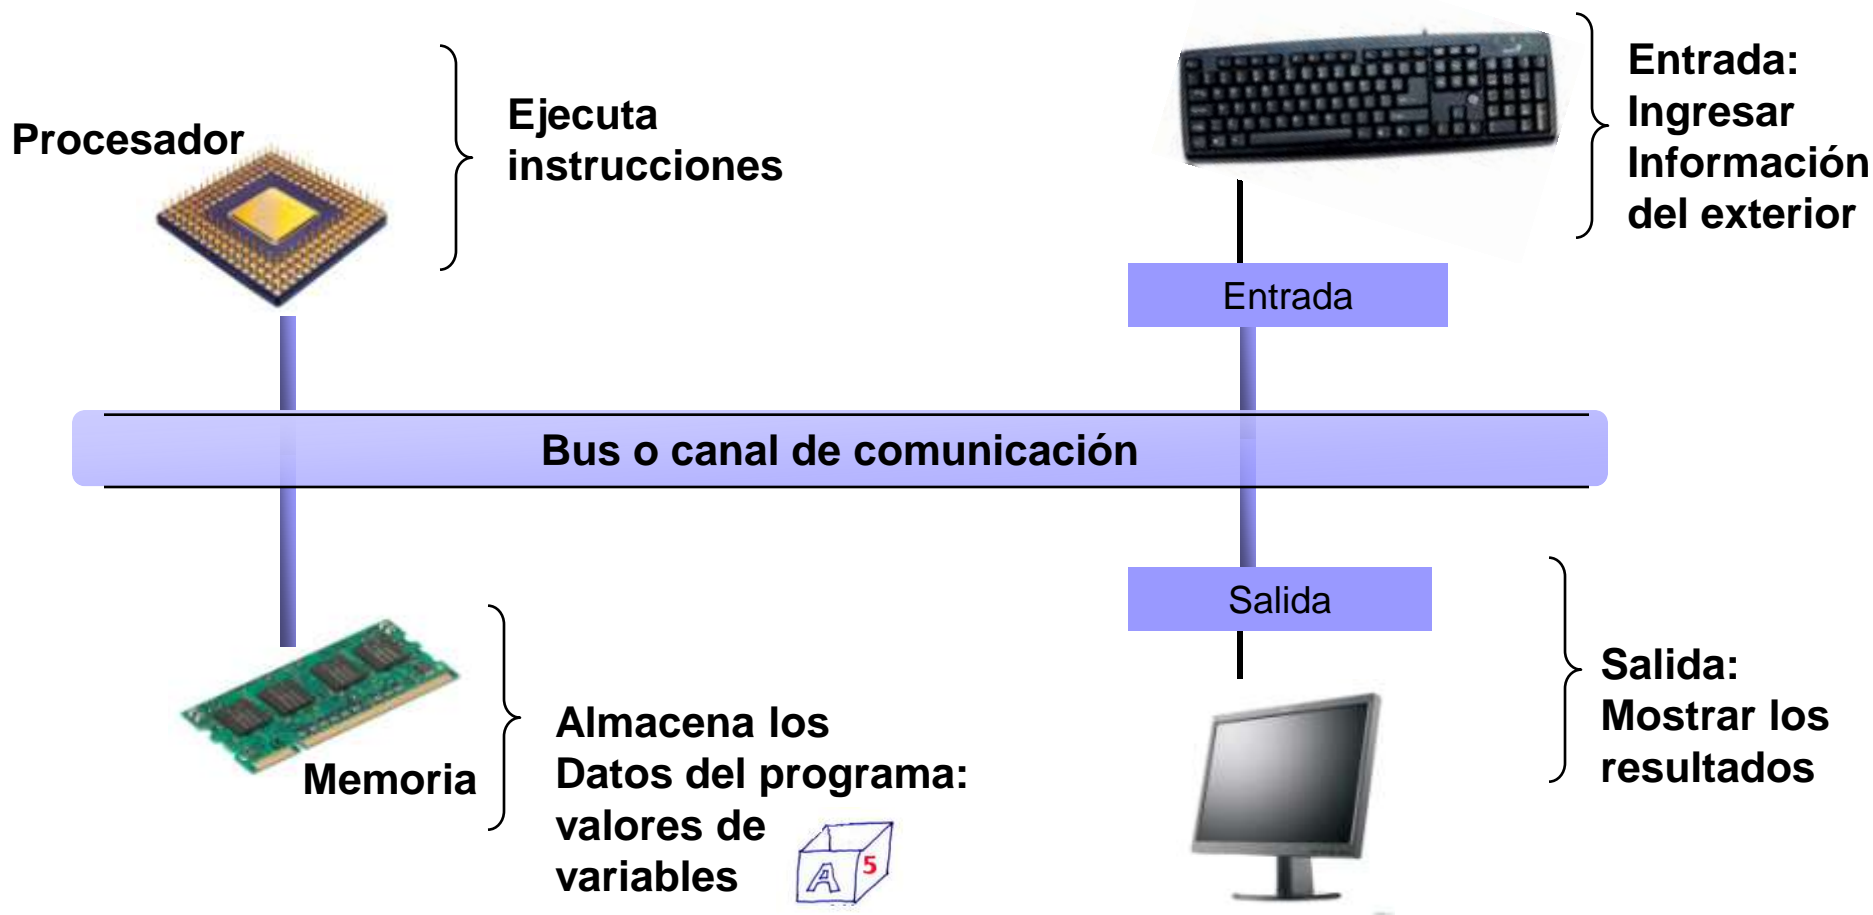 Procesador
Ejecuta
instrucciones
Entrada:
Ingresar
Información
del exterior
Entrada
Bus o canal de comunicación
Salida
Salida:
Mostrar los
resultados
Memoria
Almacena los
Datos del programa:
valores de
variables
A 5